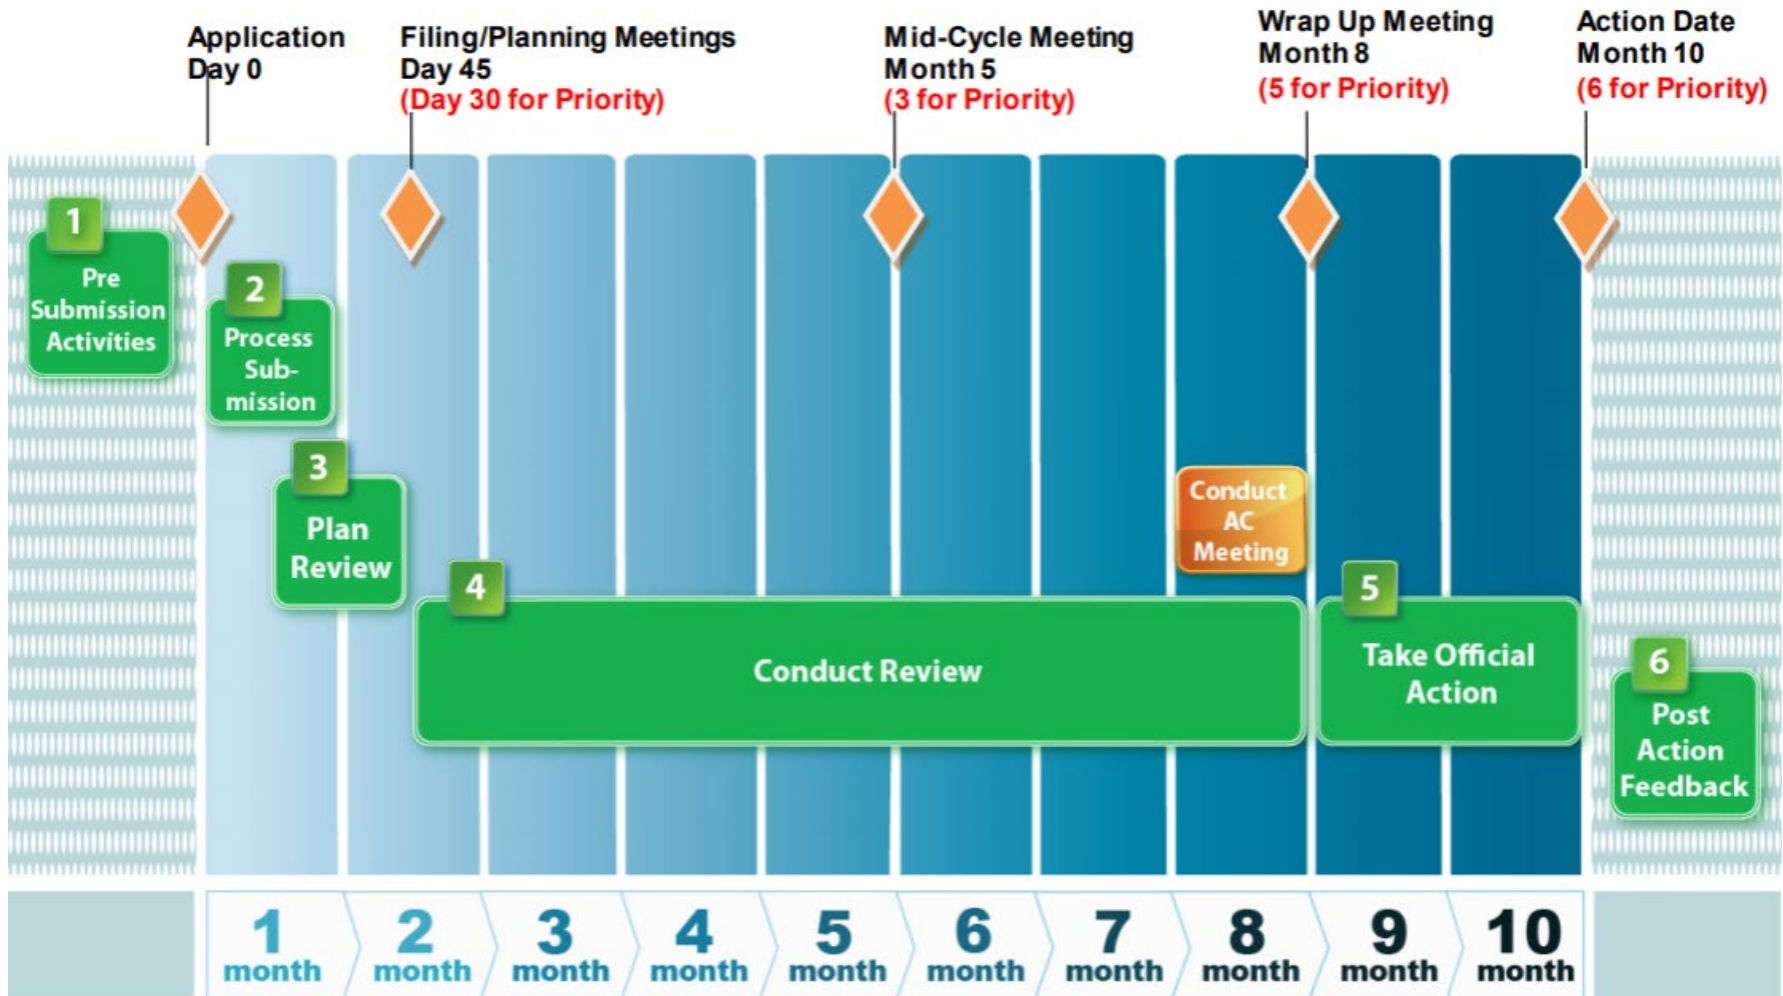 Application
Day 0
Filing/Planning Meetings
Day 45
(Day 30 for Priority)
Mid-Cycle Meeting
Month 5
(3 for Priority)
Wrap Up Meeting
Month 8
(5 for Priority)
Action Date
Month 10
(6 for Priority)
1
Pre
Submission
Activities
2
Process
Sub-
mission
3
Plan
Review
Conduct
AC
Meeting
4
Conduct Review
5
Take Official
Action
6
Post
Action
Feedback
1
month
2
month
3
month
4
month
5
month
6
month
7
month
8
month
9
month
10
month